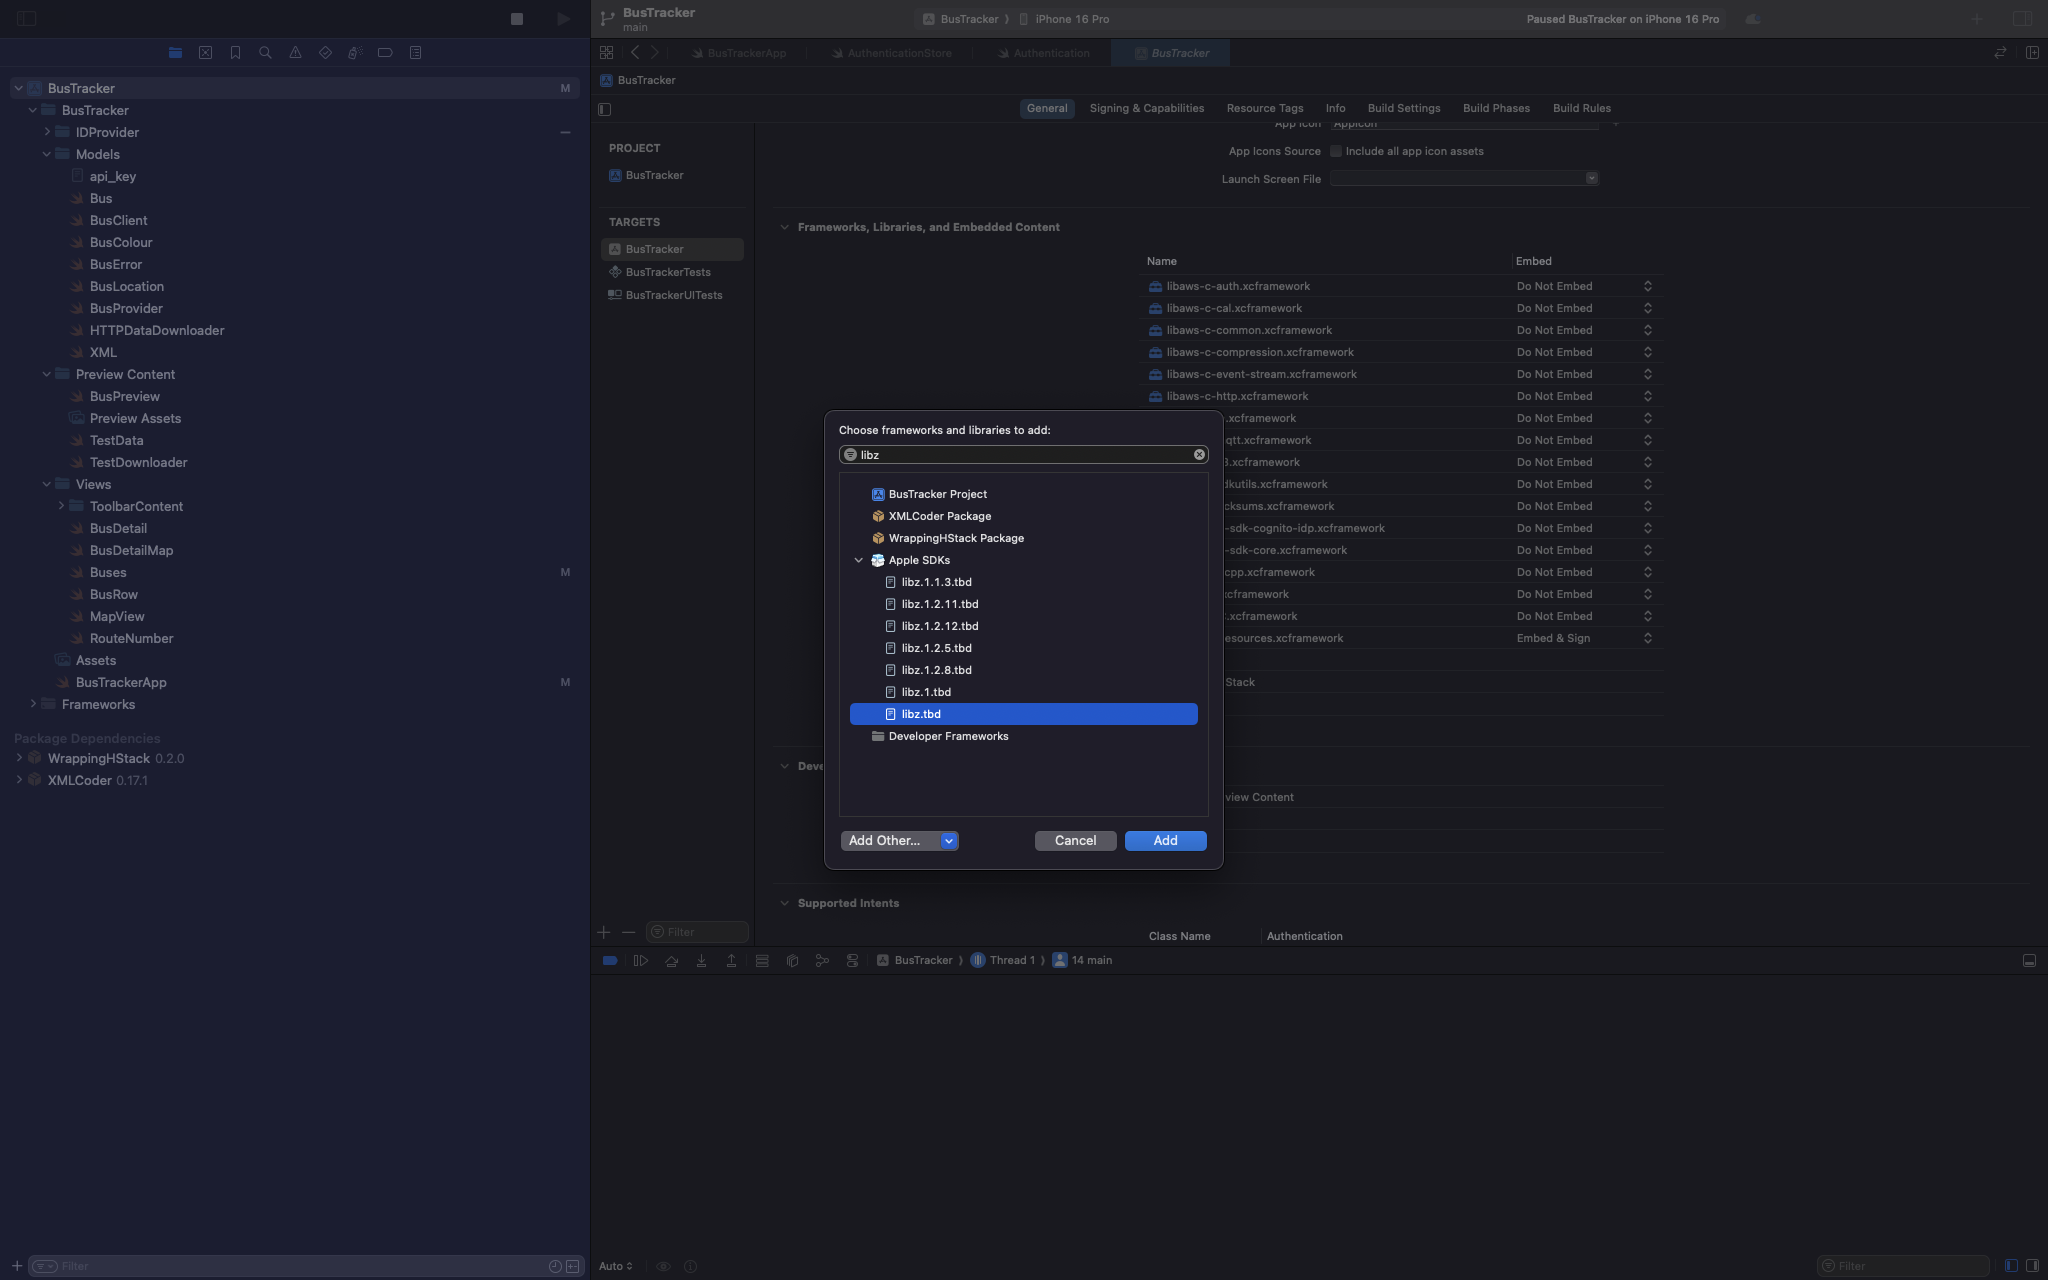 BusTracker
main
BusTracker
iPhone 16 Pro
Paused BusTracker on iPhone 16 Pro
BusTrackerApp
AuthenticationStore
Authentication
BusTracker
BusTracker
General
Signing & Capabilities
Resource Tags
Info
Build Settings
Build Phases
Build Rules
BusTracker M
BusTracker
IDProvider
Models
api_key
Bus
BusClient
BusColour
BusError
BusLocation
BusProvider
HTTPDataDownloader
XML
Preview Content
BusPreview
Preview Assets
TestData
TestDownloader
Views
ToolbarContent
BusDetail
BusDetailMap
Buses M
BusRow
MapView
RouteNumber
Assets
BusTrackerApp M
Frameworks
Package Dependencies
WrappingHStack 0.2.0
XMLCoder 0.17.1
Filter
PROJECT
BusTracker
TARGETS
BusTracker
BusTrackerTests
BusTrackerUITests
Filter
App Icon AppIcon
App Icons Source Include all app icon assets
Launch Screen File
Frameworks, Libraries, and Embedded Content
Name Embed
libaws-c-auth.xcframework Do Not Embed
libaws-c-cal.xcframework Do Not Embed
libaws-c-common.xcframework Do Not Embed
libaws-c-compression.xcframework Do Not Embed
libaws-c-event-stream.xcframework Do Not Embed
libaws-c-http.xcframework Do Not Embed
.xcframework Do Not Embed
qtt.xcframework Do Not Embed
3.xcframework Do Not Embed
dkutils.xcframework Do Not Embed
cksums.xcframework Do Not Embed
-sdk-cognito-idp.xcframework Do Not Embed
-sdk-core.xcframework Do Not Embed
cpp.xcframework Do Not Embed
xcframework Do Not Embed
.xcframework Do Not Embed
esources.xcframework Embed & Sign
Stack
Deve
view Content
Supported Intents
Class Name Authentication
Choose frameworks and libraries to add:
libz
BusTracker Project
XMLCoder Package
WrappingHStack Package
Apple SDKs
libz.1.1.3.tbd
libz.1.2.11.tbd
libz.1.2.12.tbd
libz.1.2.5.tbd
libz.1.2.8.tbd
libz.1.tbd
libz.tbd
Developer Frameworks
Add Other...
Cancel
Add
BusTracker
Thread 1
14 main
Auto
Filter